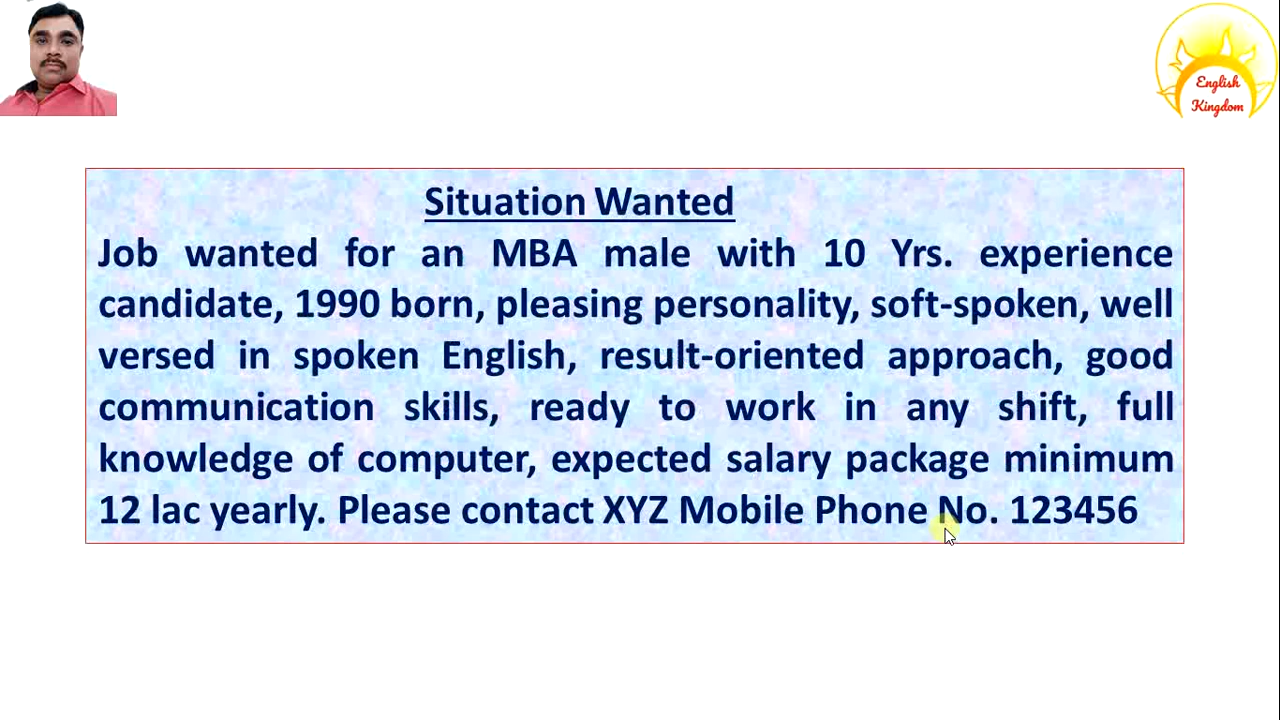 English
Kingdom
Situation Wanted
Job wanted for an MBA male with 10 Yrs. experience
candidate, 1990 born, pleasing personality, soft-spoken, well
versed in spoken English, result-oriented approach, good
communication skills, ready to work in any shift, full
knowledge of computer, expected salary package minimum
12 lac yearly. Please contact XYZ Mobile Phone No. 123456